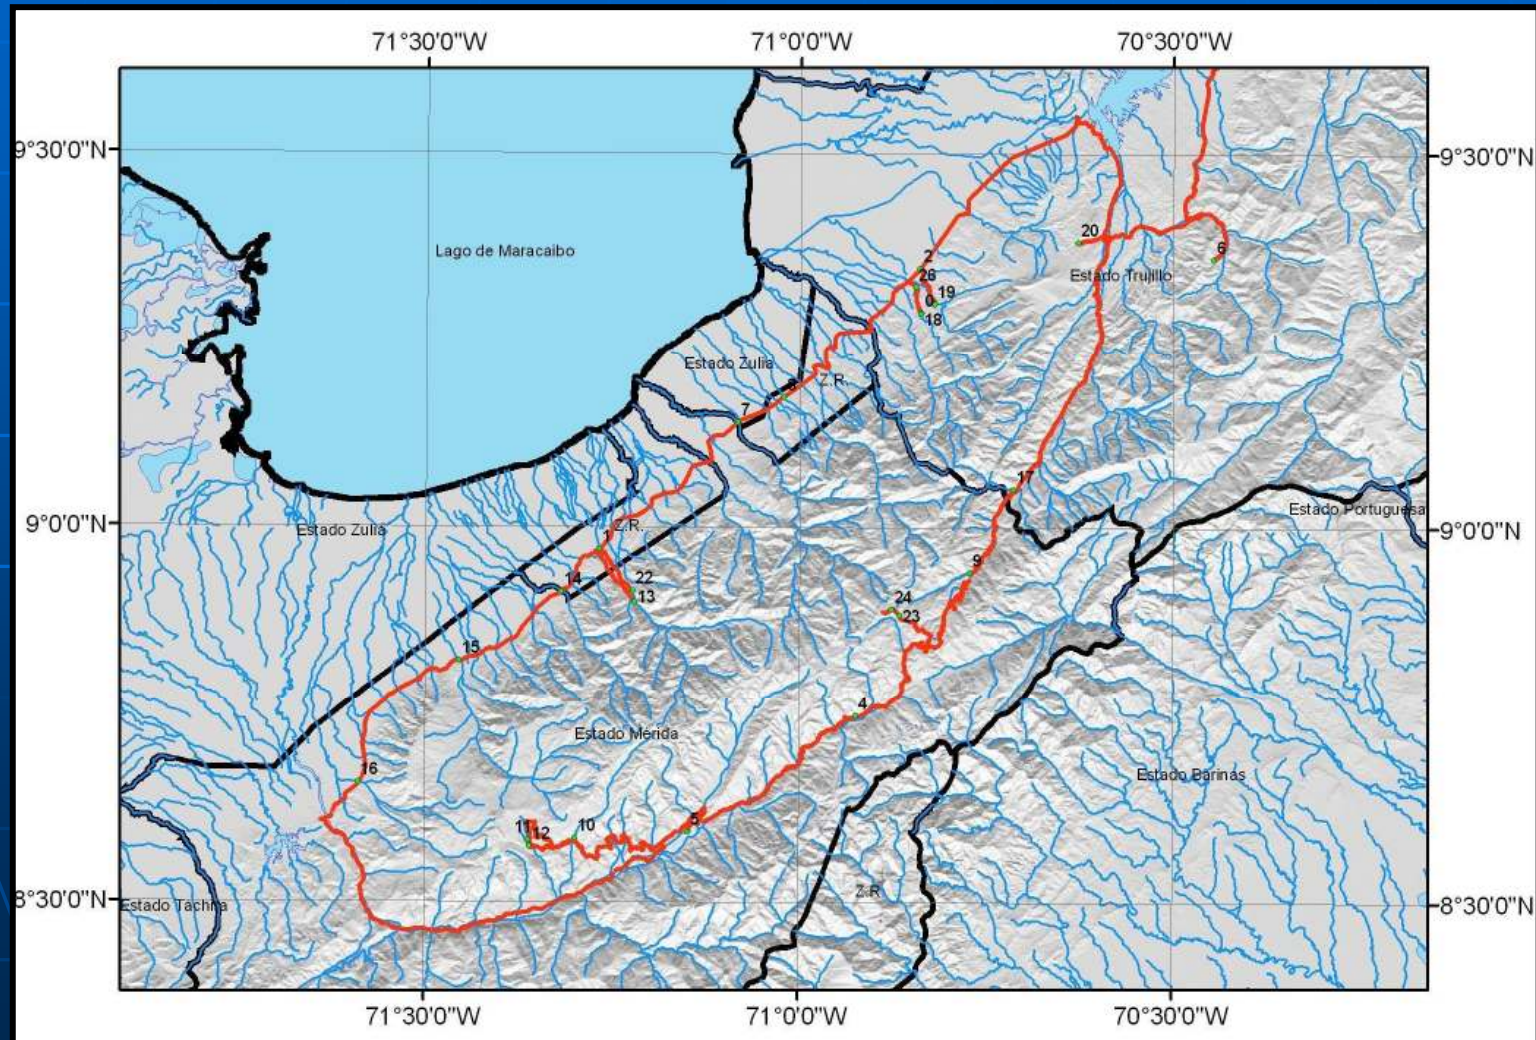 71°30'0"W
71°0'0"W
70°30'0"W
9°30'0"N
9°30'0"N
20
6
2
Lago de Maracaibo
26
Estado Trujillo
0
19
18
Estado Zulia
Z.R.
7
17
9°0'0"N
Estado Zulia
Z.R.
Estado Portuguesa
9°0'0"N
1
14
22
9
13
24
23
15
4
Estado Mérida
16
Estado Barinas
5
11
12
10
Z.R
8°30'0"N
Estado Táchira
8°30'0"N
71°30'0"W
71°0'0"W
70°30'0"W